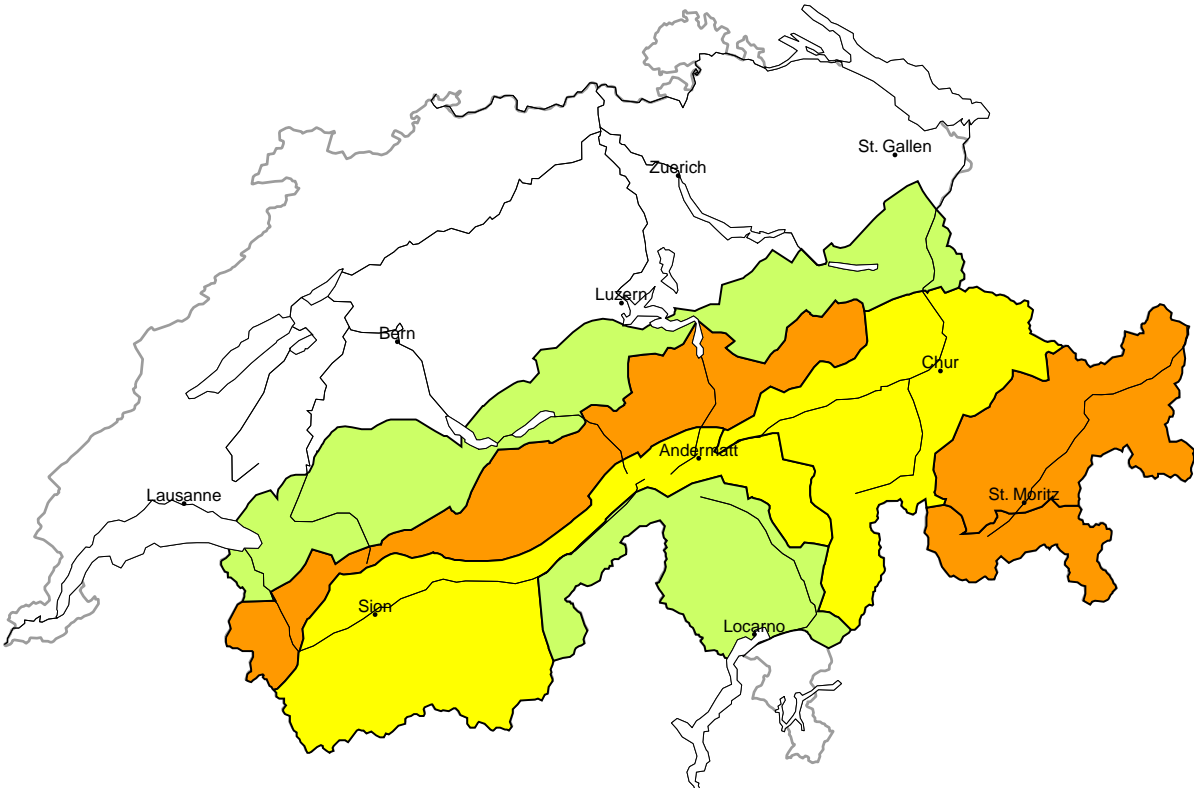 St. Gallen
Zuerich
Luzern
Bern
Chur
Andermatt
Lausanne
St. Moritz
Sion
Locarno